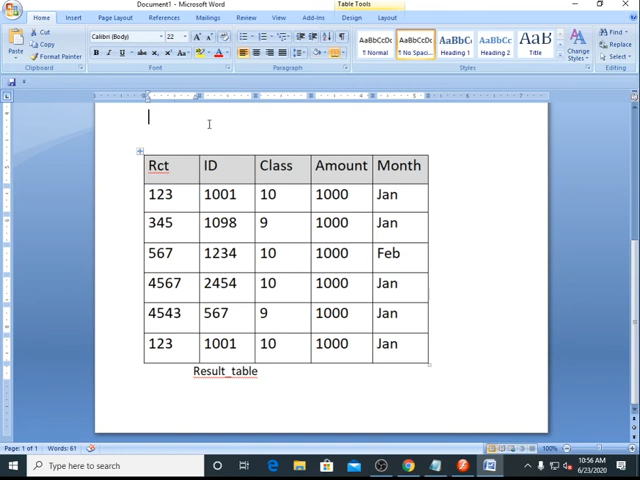 Document1 - Microsoft Word
Table Tools
Home Insert Page Layout References Mailings Review View Add-Ins Design Layout
Cut
Copy
Format Painter
Paste
Calibri (Body) 22
Clipboard Font Paragraph Styles Editing
AaBbCcDc AaBbCcDc AaBbCc AaBbCc AaB
¶ Normal ¶ No Spaci... Heading 1 Heading 2 Title
Change
Styles
Find
Replace
Select
Rct ID Class Amount Month
123 1001 10 1000 Jan
345 1098 9 1000 Jan
567 1234 10 1000 Feb
4567 2454 10 1000 Jan
4543 567 9 1000 Jan
123 1001 10 1000 Jan
Result_table
Page: 1 of 1 Words: 61 100%
Type here to search
10:56 AM
6/23/2020